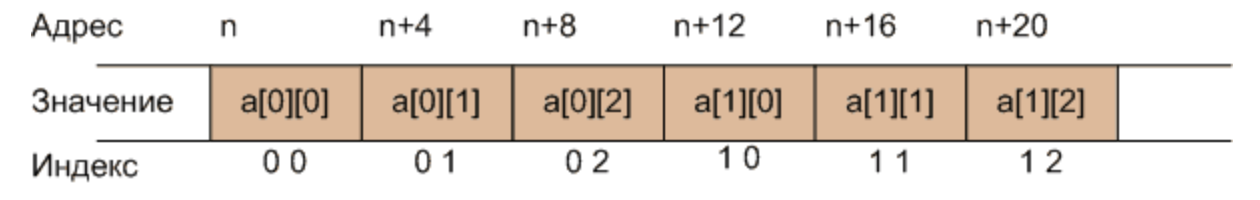 Адрес n n+4 n+8 n+12 n+16 n+20
Значение a[0][0] a[0][1] a[0][2] a[1][0] a[1][1] a[1][2]
Индекс 0 0 0 1 0 2 1 0 1 1 1 2